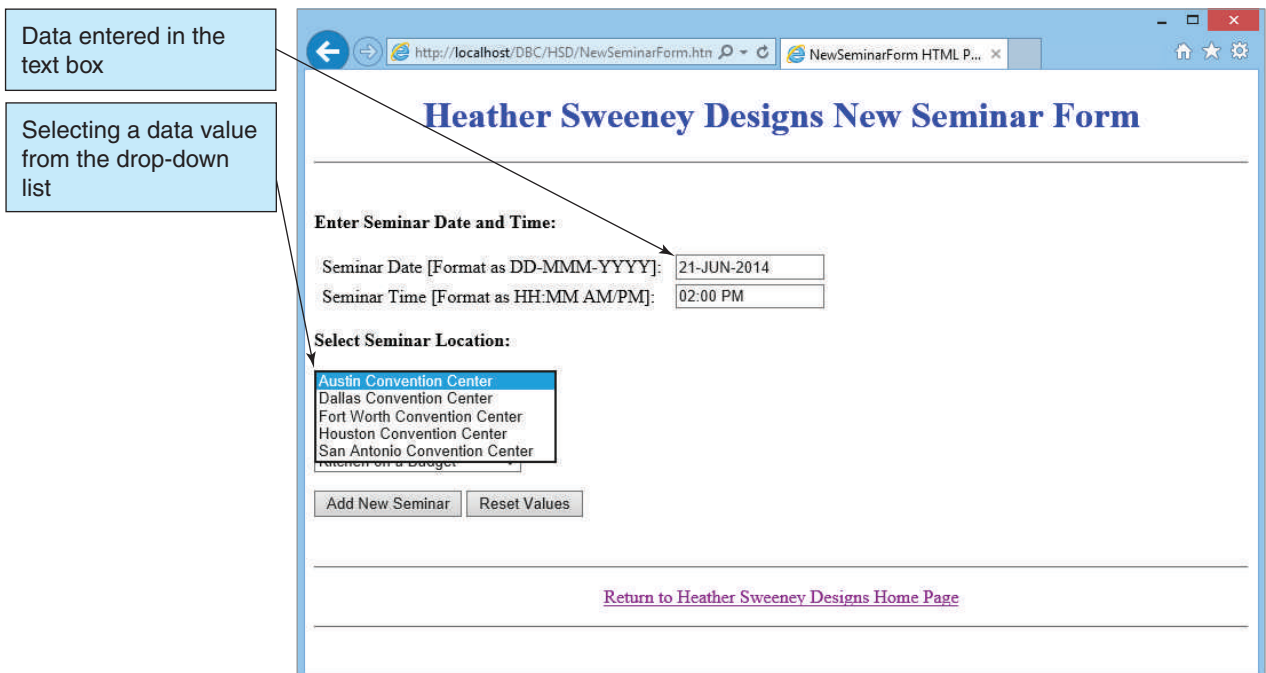 Data entered in the
text box
Selecting a data value
from the drop-down
list
http://localhost/DBC/HSD/NewSeminarForm.htn
NewSeminarForm HTML P...
Heather Sweeney Designs New Seminar Form
Enter Seminar Date and Time:
Seminar Date [Format as DD-MMM-YYYY]: 21-JUN-2014
Seminar Time [Format as HH:MM AM/PM]: 02:00 PM
Select Seminar Location:
Austin Convention Center
Dallas Convention Center
Fort Worth Convention Center
Houston Convention Center
San Antonio Convention Center
Kitchen on a Budget
Add New Seminar Reset Values
Return to Heather Sweeney Designs Home Page